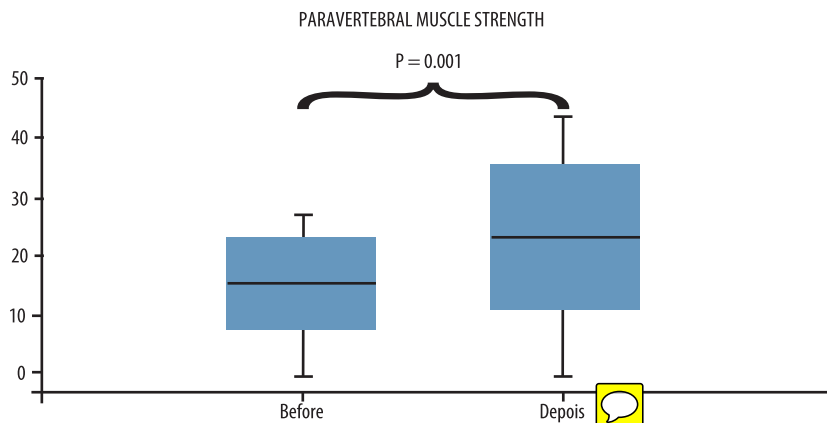 PARAVERTEBRAL MUSCLE STRENGTH
P = 0.001
50
40
30
20
10
0
Before Depois